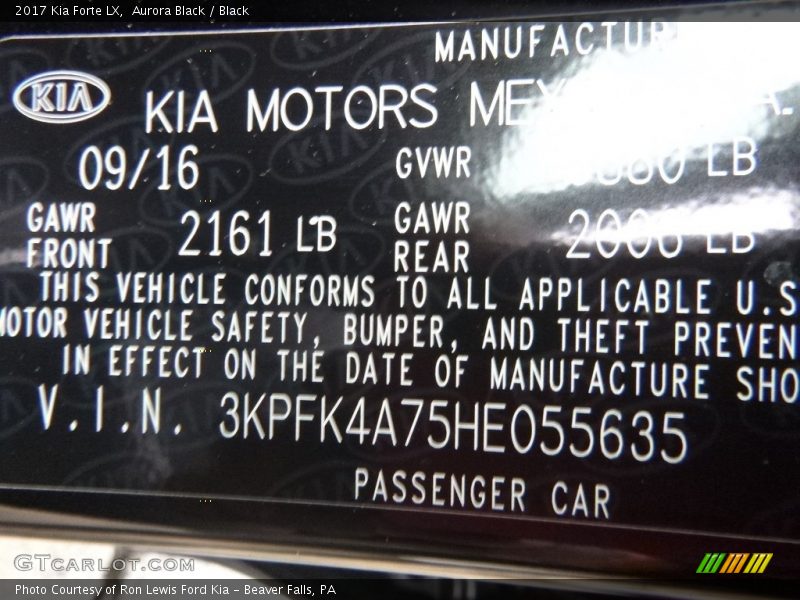 2017 Kia Forte LX, Aurora Black / Black
KIA
KIA MOTORS
09/16
GVWR LB
GAWR FRONT 2161 LB
GAWR REAR LB
THIS VEHICLE CONFORMS TO ALL APPLICABLE U.S
MOTOR VEHICLE SAFETY, BUMPER, AND THEFT PREVEN
IN EFFECT ON THE DATE OF MANUFACTURE SHO
V.I.N. 3KPFK4A75HE055635
PASSENGER CAR
GTCARLOT.COM
Photo Courtesy of Ron Lewis Ford Kia – Beaver Falls, PA